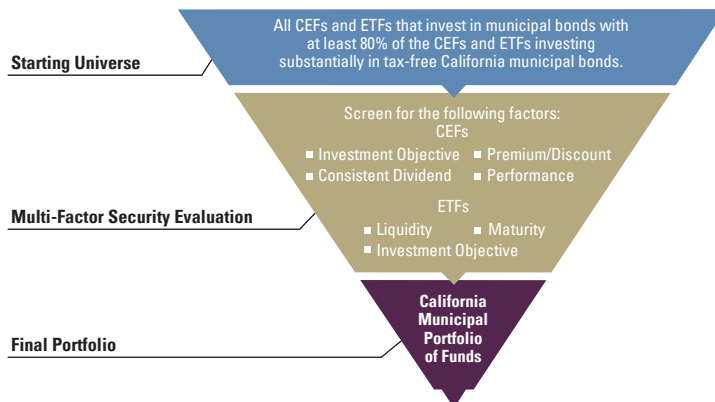 All CEFs and ETFs that invest in municipal bonds with
at least 80% of the CEFs and ETFs investing
substantially in tax-free California municipal bonds.
Starting Universe
Screen for the following factors:
CEFs
■ Investment Objective ■ Premium/Discount
■ Consistent Dividend ■ Performance
ETFs
■ Liquidity ■ Maturity
■ Investment Objective
Multi-Factor Security Evaluation
California
Municipal
Portfolio
of Funds
Final Portfolio